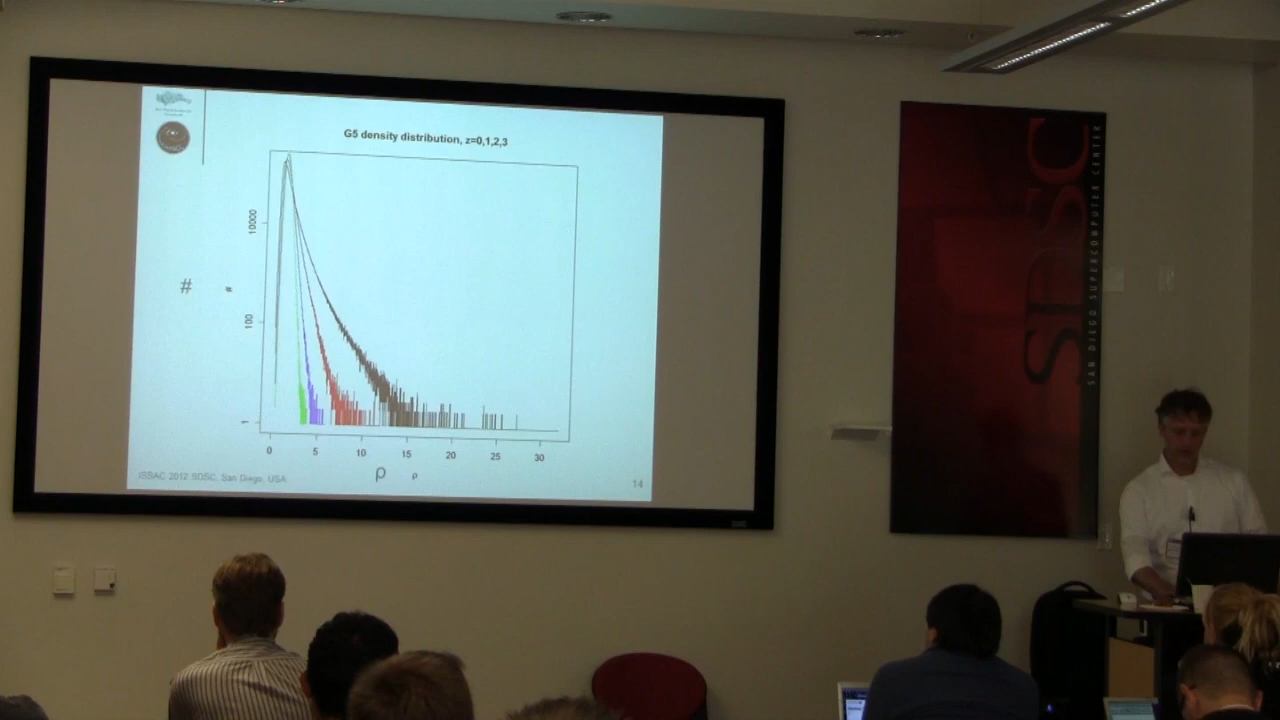 G5 density distribution, z=0,1,2,3
10000
#
#
100
1
0
5
10
15
20
25
30
ρ
ρ
ISSAC 2012 SDSC, San Diego, USA
14
SDSC
SAN DIEGO SUPERCOMPUTER CENTER